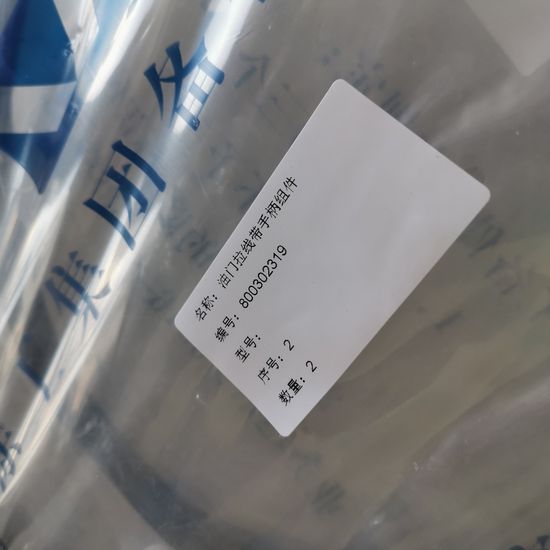 集团备
名称：油门拉线带手柄组件
编号：800302319
型号：
序号：2
数量：2